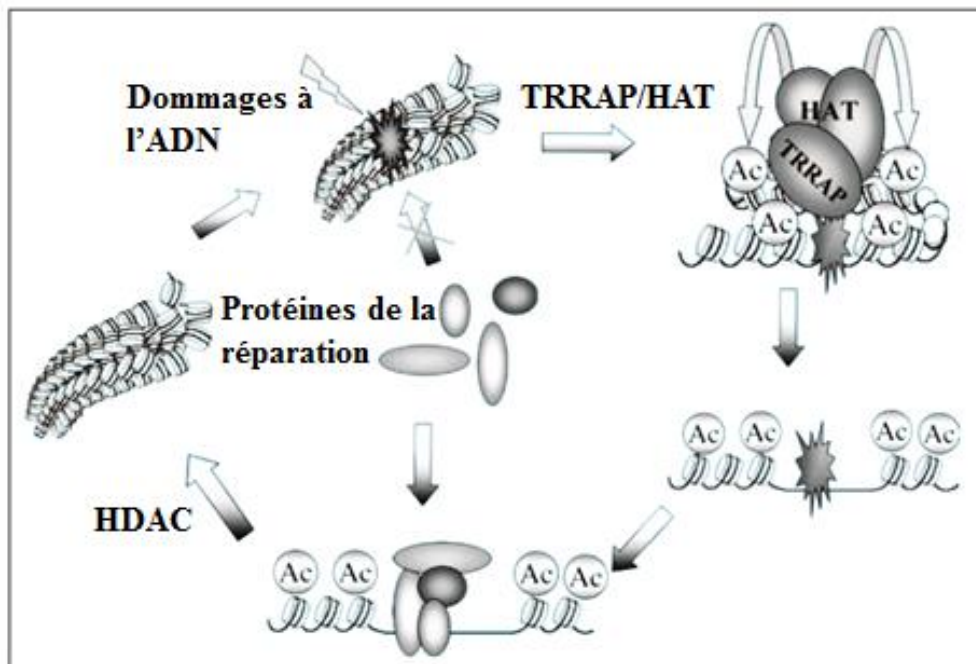 Dommages à
l'ADN
TRRAP/HAT
HAT
TRRAP
Ac
Ac
Ac
Ac
Protéines de la
réparation
Ac Ac Ac Ac
HDAC
Ac Ac Ac Ac